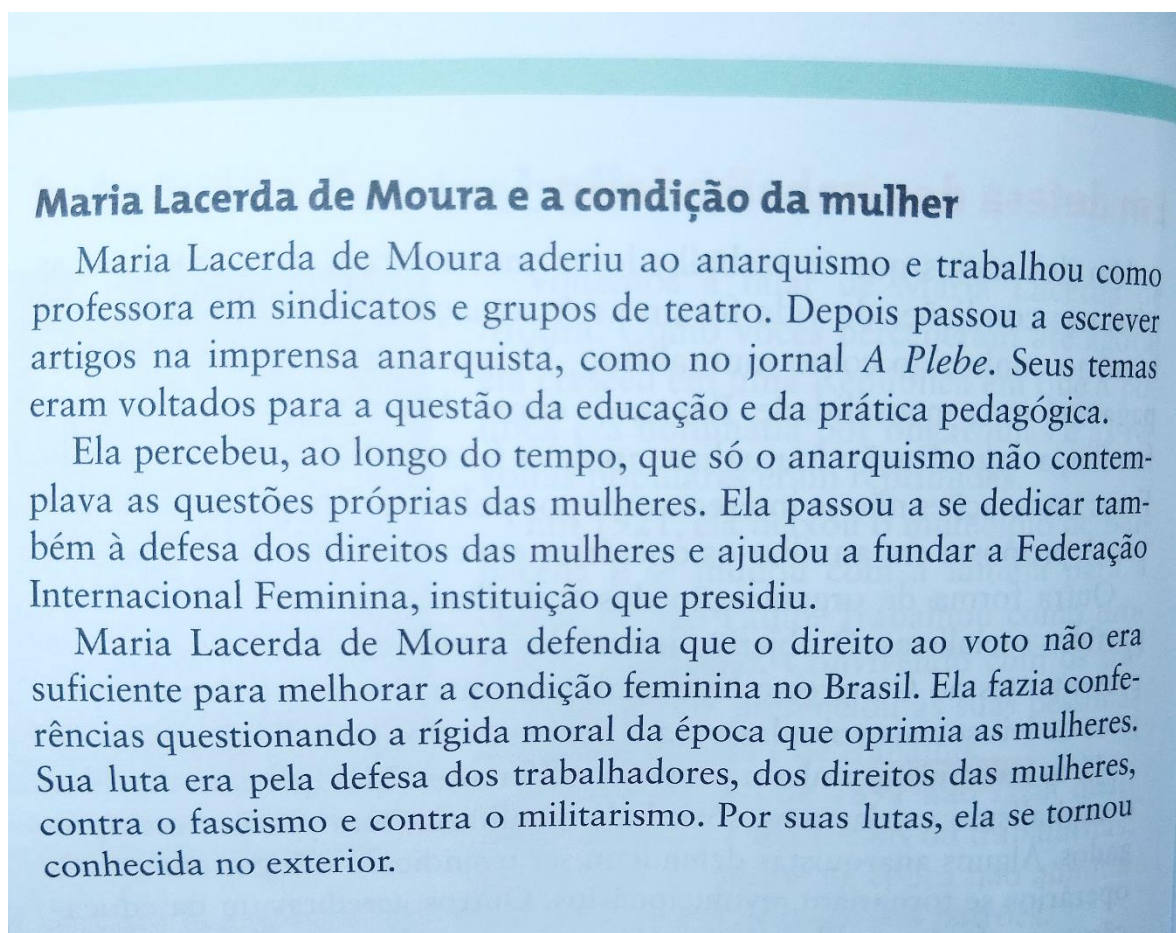 Maria Lacerda de Moura e a condição da mulher
Maria Lacerda de Moura aderiu ao anarquismo e trabalhou como
professora em sindicatos e grupos de teatro. Depois passou a escrever
artigos na imprensa anarquista, como no jornal A Plebe. Seus temas
eram voltados para a questão da educação e da prática pedagógica.
Ela percebeu, ao longo do tempo, que só o anarquismo não contem-
plava as questões próprias das mulheres. Ela passou a se dedicar tam-
bém à defesa dos direitos das mulheres e ajudou a fundar a Federação
Internacional Feminina, instituição que presidiu.
Maria Lacerda de Moura defendia que o direito ao voto não era
suficiente para melhorar a condição feminina no Brasil. Ela fazia confe-
rências questionando a rígida moral da época que oprimia as mulheres.
Sua luta era pela defesa dos trabalhadores, dos direitos das mulheres,
contra o fascismo e contra o militarismo. Por suas lutas, ela se tornou
conhecida no exterior.